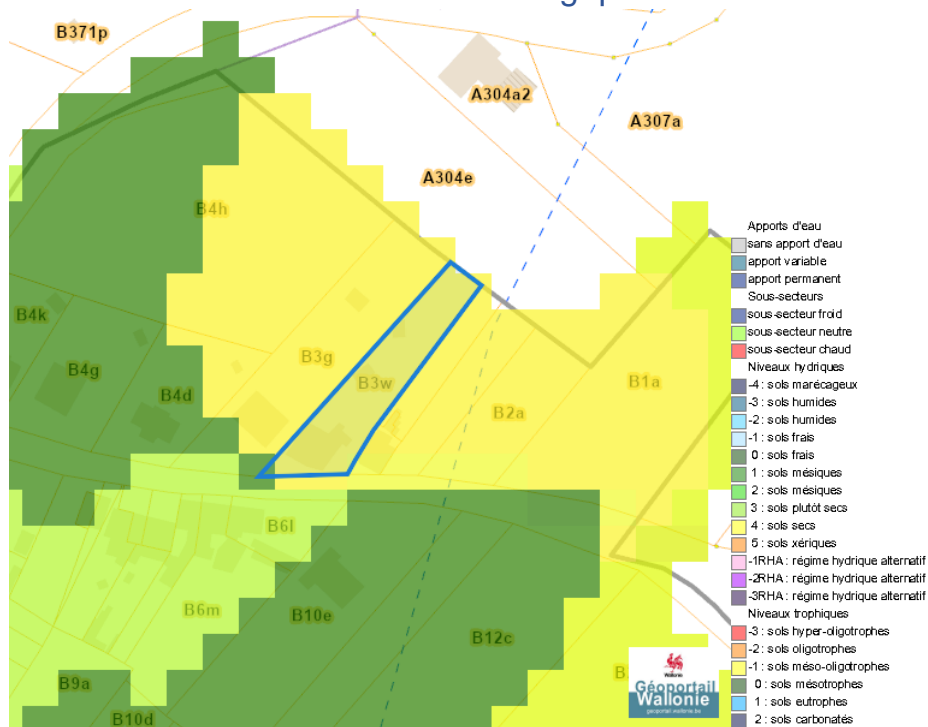 B371p
A304a2
A307a
A304e
B4h
B4k
B3g
B4g
B3w
B1a
B4d
B2a
B6l
B6m
B10e
B12c
B9a
B10d
Apports d'eau
sans apport d'eau
apport variable
apport permanent
Sous-secteurs
sous-secteur froid
sous-secteur neutre
sous-secteur chaud
Niveaux hydriques
-4 : sols marécageux
-3 : sols humides
-2 : sols humides
-1 : sols frais
0 : sols frais
1 : sols mésiques
2 : sols mésiques
3 : sols plutôt secs
4 : sols secs
5 : sols xériques
-1RHA : régime hydrique alternatif
-2RHA : régime hydrique alternatif
-3RHA : régime hydrique alternatif
Niveaux trophiques
-3 : sols hyper-oligotrophes
-2 : sols oligotrophes
-1 : sols méso-oligotrophes
0 : sols mésotrophes
1 : sols eutrophes
2 : sols carbonatés
Wallonie
Géoportail
Wallonie
geoportail.wallonie.be